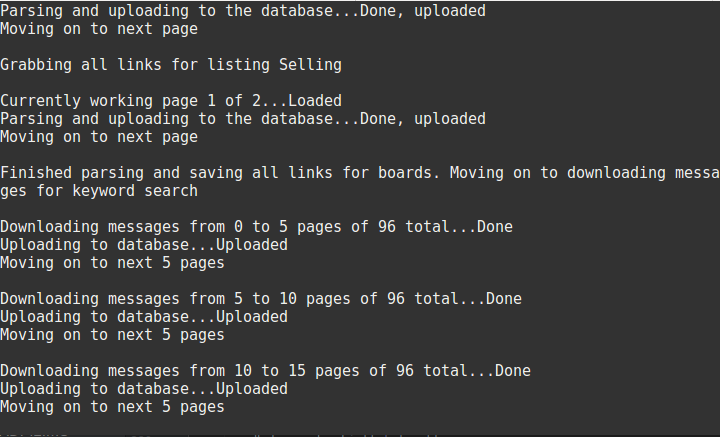 Parsing and uploading to the database...Done, uploaded
Moving on to next page
Grabbing all links for listing Selling
Currently working page 1 of 2...Loaded
Parsing and uploading to the database...Done, uploaded
Moving on to next page
Finished parsing and saving all links for boards. Moving on to downloading messa
ges for keyword search
Downloading messages from 0 to 5 pages of 96 total...Done
Uploading to database...Uploaded
Moving on to next 5 pages
Downloading messages from 5 to 10 pages of 96 total...Done
Uploading to database...Uploaded
Moving on to next 5 pages
Downloading messages from 10 to 15 pages of 96 total...Done
Uploading to database...Uploaded
Moving on to next 5 pages